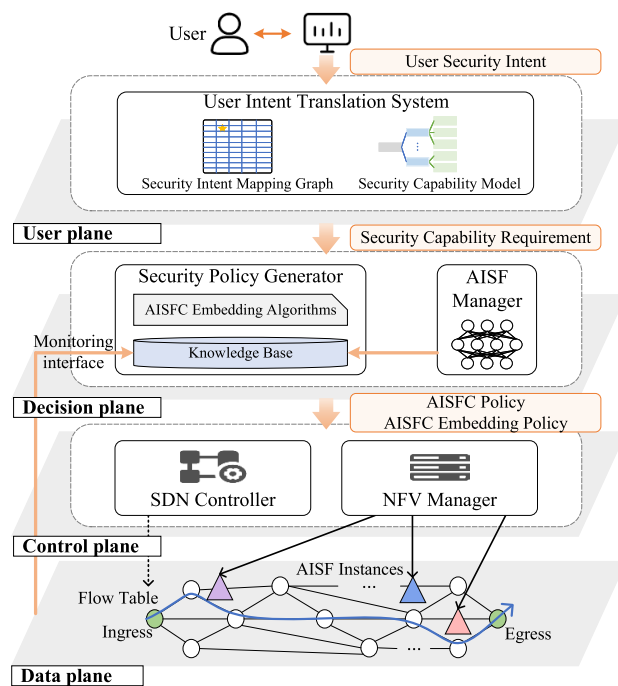 User
User Security Intent
User Intent Translation System
Security Intent Mapping Graph
Security Capability Model
User plane
Security Capability Requirement
Security Policy Generator
AISFC Embedding Algorithms
Knowledge Base
AISF
Manager
Monitoring
interface
Decision plane
AISFC Policy
AISFC Embedding Policy
SDN Controller
NFV Manager
Control plane
AISF Instances
...
Flow Table
Ingress
Egress
...
Data plane